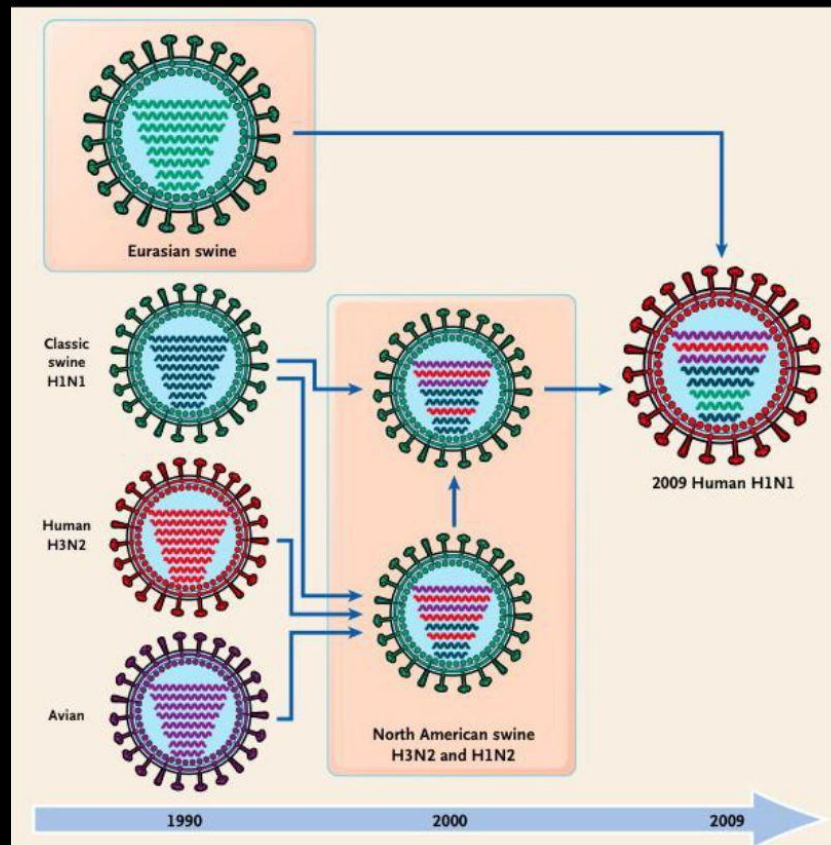 Eurasian swine
Classic
swine
H1N1
Human
H3N2
Avian
North American swine
H3N2 and H1N2
2009 Human H1N1
1990
2000
2009